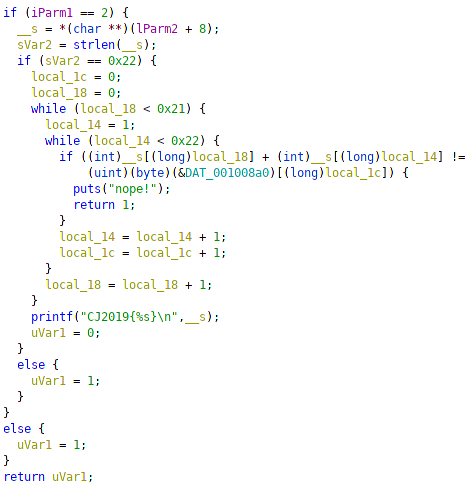 if (iParm1 == 2) {
  __s = *(char **)(lParm2 + 8);
  sVar2 = strlen(__s);
  if (sVar2 == 0x22) {
    local_1c = 0;
    local_18 = 0;
    while (local_18 < 0x21) {
      local_14 = 1;
      while (local_14 < 0x22) {
        if ((int)__s[(long)local_18] + (int)__s[(long)local_14] !=
            (uint)(byte)(&DAT_001008a0)[(long)local_1c]) {
          puts("nope!");
          return 1;
        }
        local_14 = local_14 + 1;
        local_1c = local_1c + 1;
      }
      local_18 = local_18 + 1;
    }
    printf("CJ2019{%s}\n",__s);
    uVar1 = 0;
  }
  else {
    uVar1 = 1;
  }
}
else {
  uVar1 = 1;
}
return uVar1;